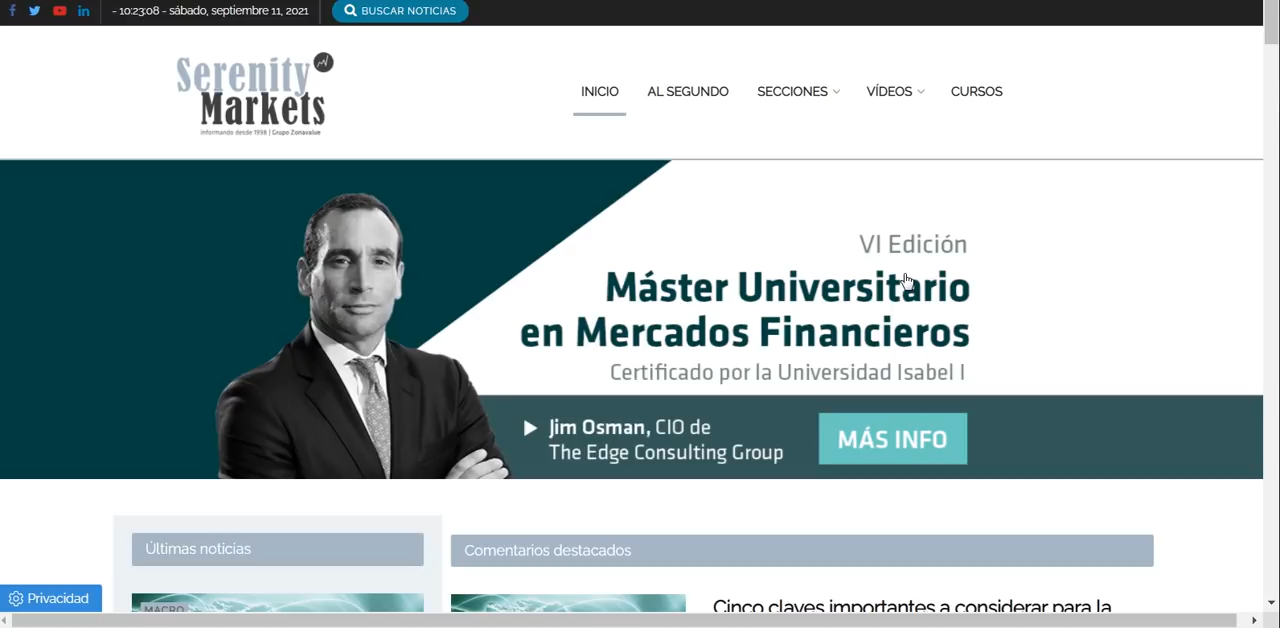 - 10:23:08 - sábado, septiembre 11, 2021
BUSCAR NOTICIAS
Serenity
Markets
informando desde 1998 | Grupo Zonavalue
INICIO
AL SEGUNDO
SECCIONES
VÍDEOS
CURSOS
VI Edición
Máster Universitario
en Mercados Financieros
Certificado por la Universidad Isabel I
Jim Osman, CIO de
The Edge Consulting Group
MÁS INFO
Últimas noticias
Comentarios destacados
Privacidad
MACRO
Cinco claves importantes a considerar para la